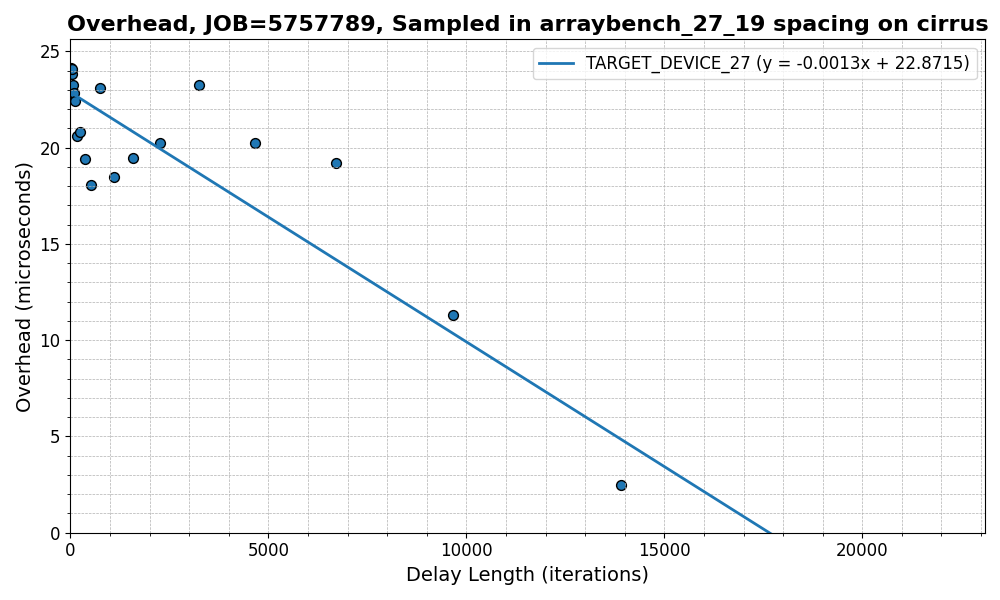 Overhead, JOB=5757789, Sampled in arraybench_27_19 spacing on cirrus
TARGET_DEVICE_27 (y = -0.0013x + 22.8715)
Overhead (microseconds)
25
20
15
10
5
0
0 5000 10000 15000 20000
Delay Length (iterations)